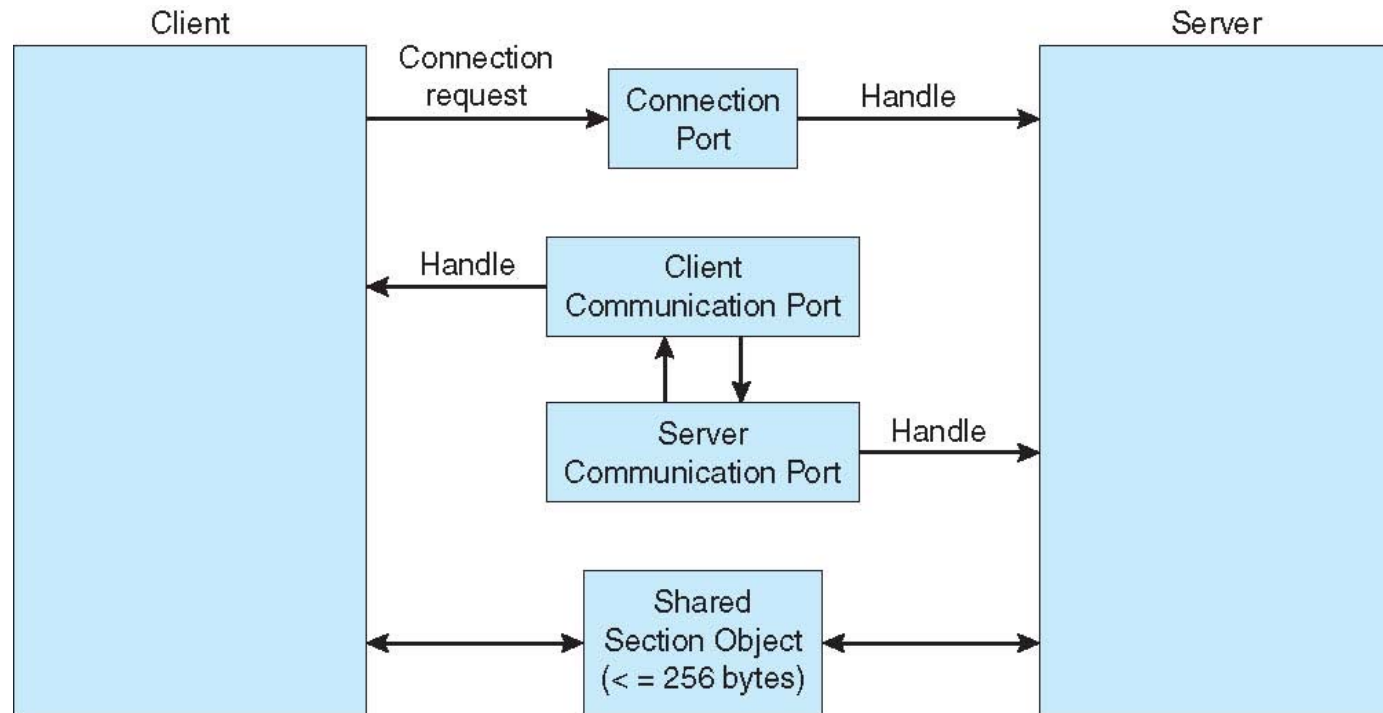 Client
Server
Connection
request
Connection
Port
Handle
Handle
Client
Communication Port
Server
Communication Port
Handle
Shared
Section Object
(< = 256 bytes)